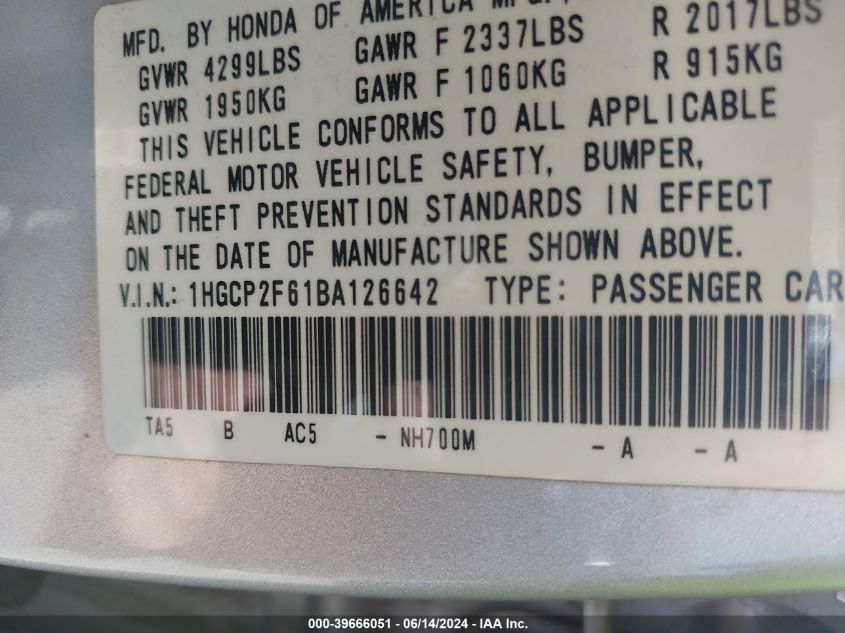 MFD. BY HONDA OF AMERICA MFG.,
GVWR 4299LBS GAWR F 2337LBS R 2017LBS
GVWR 1950KG GAWR F 1060KG R 915KG
THIS VEHICLE CONFORMS TO ALL APPLICABLE
FEDERAL MOTOR VEHICLE SAFETY, BUMPER,
AND THEFT PREVENTION STANDARDS IN EFFECT
ON THE DATE OF MANUFACTURE SHOWN ABOVE.
V.I.N.: 1HGCP2F61BA126642 TYPE: PASSENGER CAR
TA5 B AC5 - NH700M - A - A
000-39666051 - 06/14/2024 - IAA Inc.